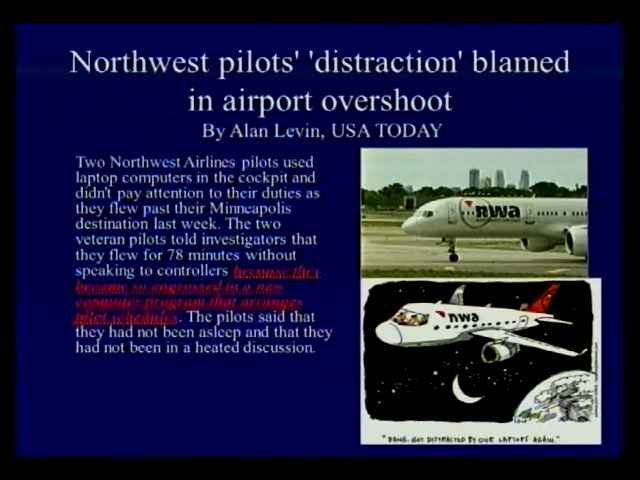 Northwest pilots' 'distraction' blamed
in airport overshoot
By Alan Levin, USA TODAY
Two Northwest Airlines pilots used
laptop computers in the cockpit and
didn't pay attention to their duties as
they flew past their Minneapolis
destination last week. The two
veteran pilots told investigators that
they flew for 78 minutes without
speaking to controllers because they
became so engrossed in a new
computer program that arranges
pilot schedules. The pilots said that
they had not been asleep and that they
had not been in a heated discussion.
nwa
nwa
"DANG. GOT DISTRACTED BY OUR LAPTOPS AGAIN."